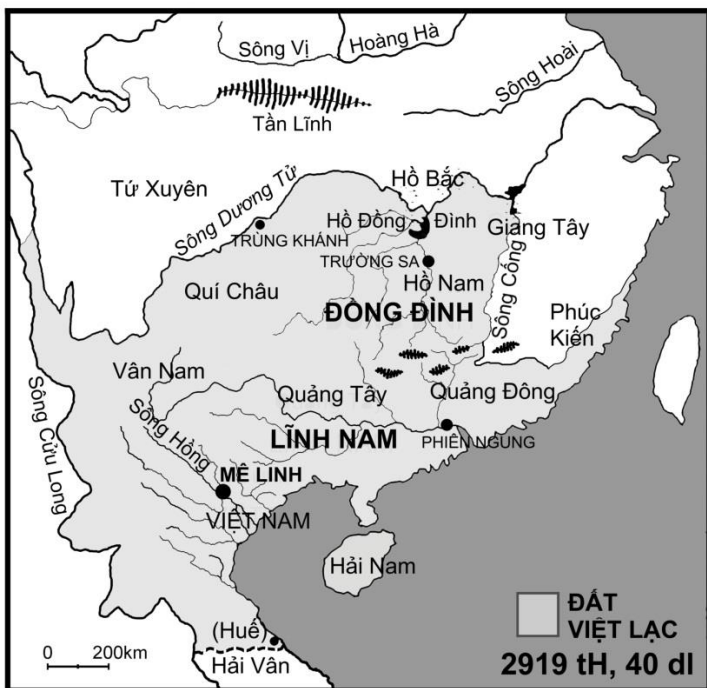 Sông Vị
Hoàng Hà
Sông Hoài
Tần Lĩnh
Tứ Xuyên
Sông Dương Tử
Hồ Bắc
Hồ Đồng Đình
Giang Tây
TRÙNG KHÁNH
TRƯỜNG SA
Sông Cống
Quí Châu
Hồ Nam
ĐÒNG ĐÌNH
Phúc
Kiến
Vân Nam
Quảng Tây
Quảng Đông
Sông Cửu Long
Sông Hồng
LĨNH NAM
PHIÊN NGUNG
MÊ LINH
VIỆT NAM
Hải Nam
(Huế)
Hải Vân
0 200km
ĐẤT
VIỆT LẠC
2919 tH, 40 dl